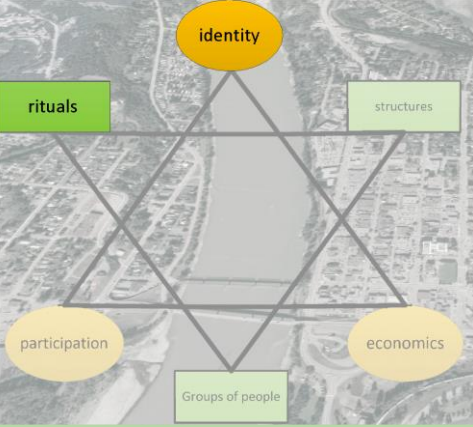 identity
rituals
structures
participation
economics
Groups of people